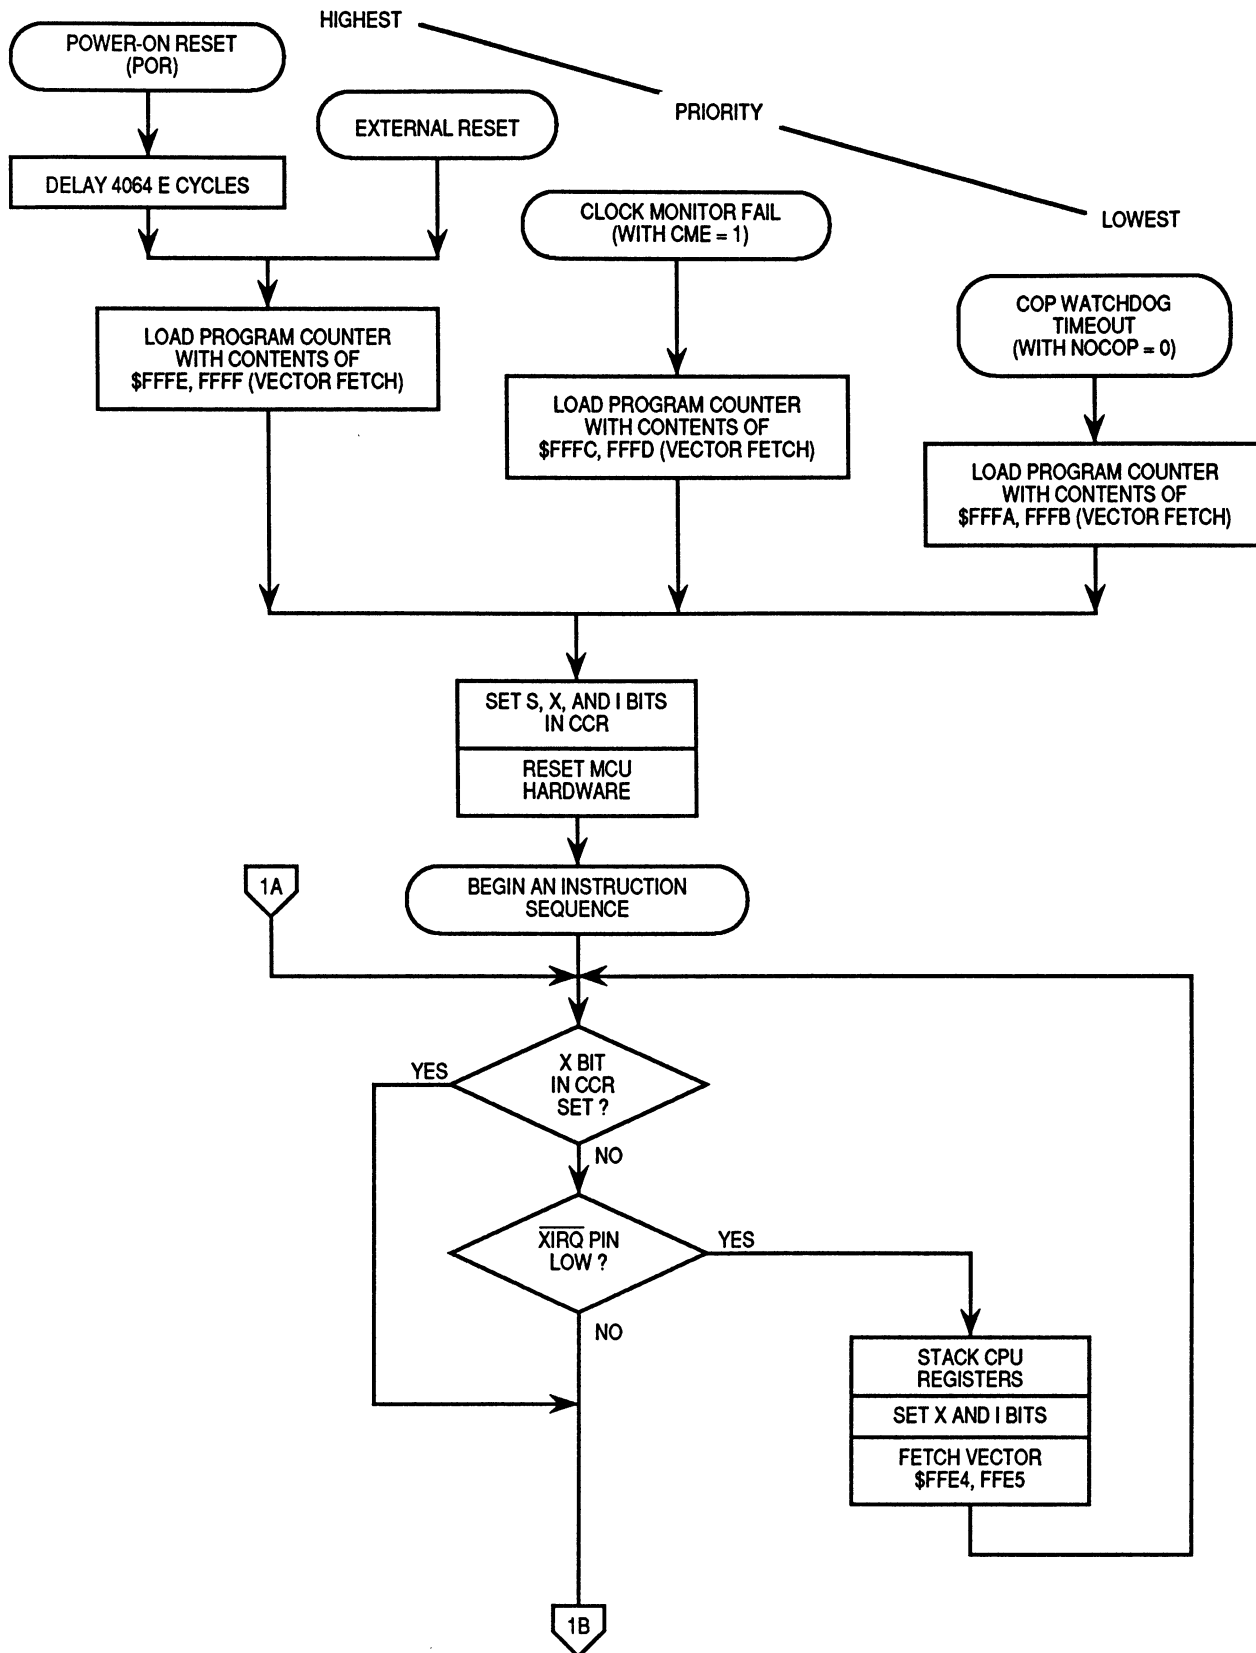 HIGHEST
POWER-ON RESET
(POR)
PRIORITY
EXTERNAL RESET
DELAY 4064 E CYCLES
CLOCK MONITOR FAIL
(WITH CME = 1)
LOWEST
COP WATCHDOG
TIMEOUT
(WITH NOCOP = 0)
LOAD PROGRAM COUNTER
WITH CONTENTS OF
$FFFE, FFFF (VECTOR FETCH)
LOAD PROGRAM COUNTER
WITH CONTENTS OF
$FFFC, FFFD (VECTOR FETCH)
LOAD PROGRAM COUNTER
WITH CONTENTS OF
$FFFA, FFFB (VECTOR FETCH)
SET S, X, AND I BITS
IN CCR
RESET MCU
HARDWARE
1A
BEGIN AN INSTRUCTION
SEQUENCE
YES
X BIT
IN CCR
SET ?
NO
XIRQ PIN
LOW ?
YES
NO
STACK CPU
REGISTERS
SET X AND I BITS
FETCH VECTOR
$FFE4, FFE5
1B